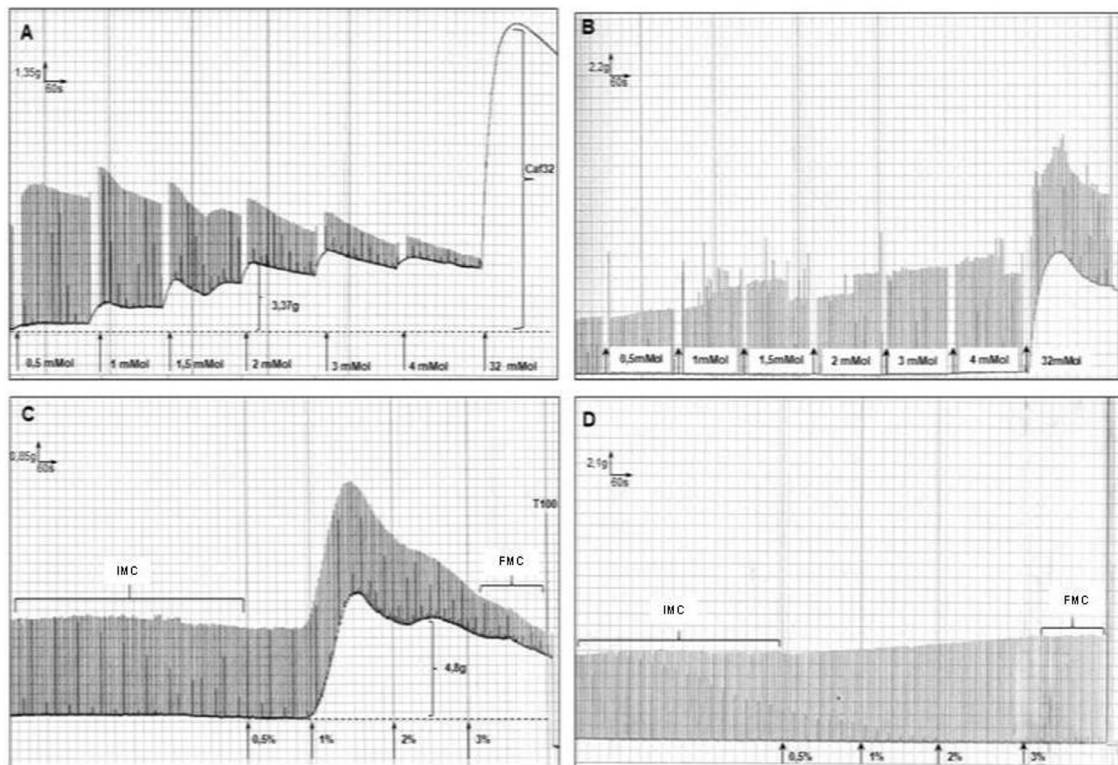 A
1,35g
60s
Caf32
3,37g
0,5 mMol
1 mMol
1,5 mMol
2 mMol
3 mMol
4 mMol
32 mMol
B
2.2g
60s
0,5mMol
1mMol
1,5mMol
2 mMol
3 mMol
4 mMol
32mMol
C
0,85g
60s
T100
IMC
FMC
4,8g
0,5%
1%
2%
3%
D
2,1g
60s
IMC
FMC
0,5%
1%
2%
3%